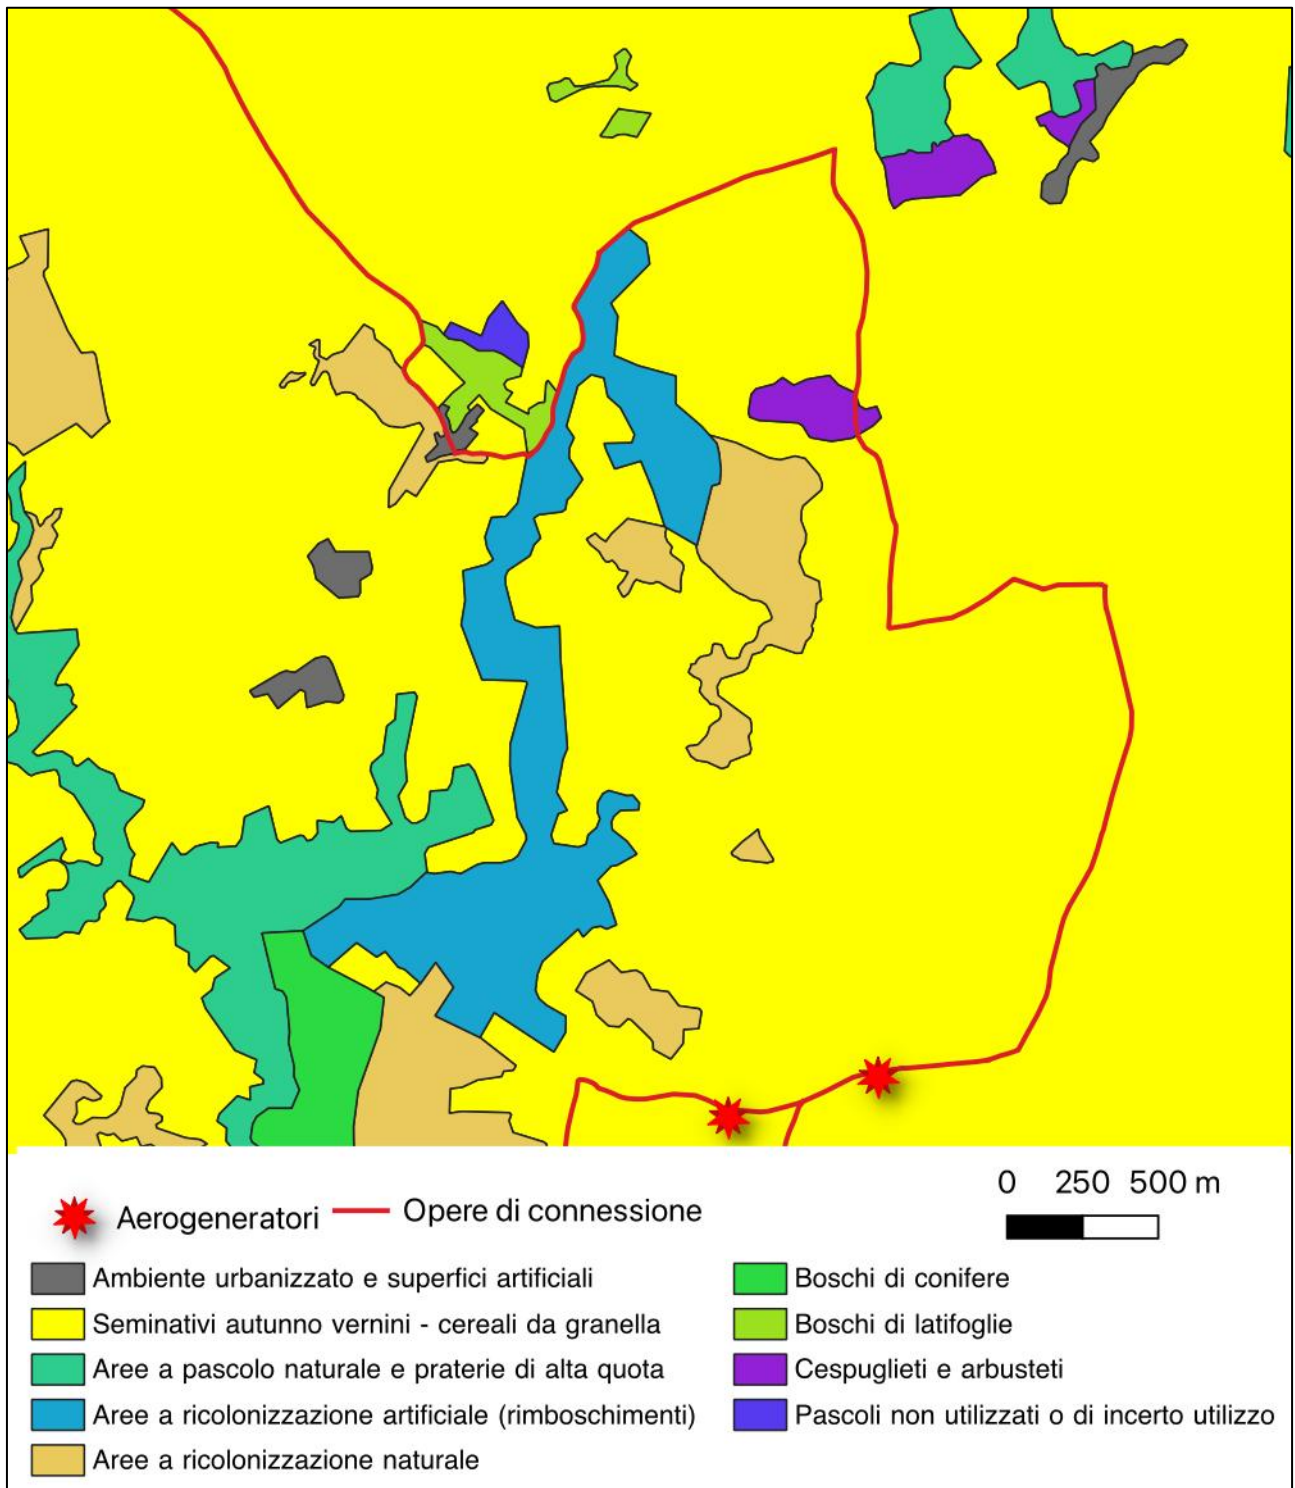 0 250 500 m
Aerogeneratori Opere di connessione
Ambiente urbanizzato e superfici artificiali
Seminativi autunno vernini - cereali da granella
Aree a pascolo naturale e praterie di alta quota
Aree a ricolonizzazione artificiale (rimboschimenti)
Aree a ricolonizzazione naturale
Boschi di conifere
Boschi di latifoglie
Cespuglieti e arbusteti
Pascoli non utilizzati o di incerto utilizzo